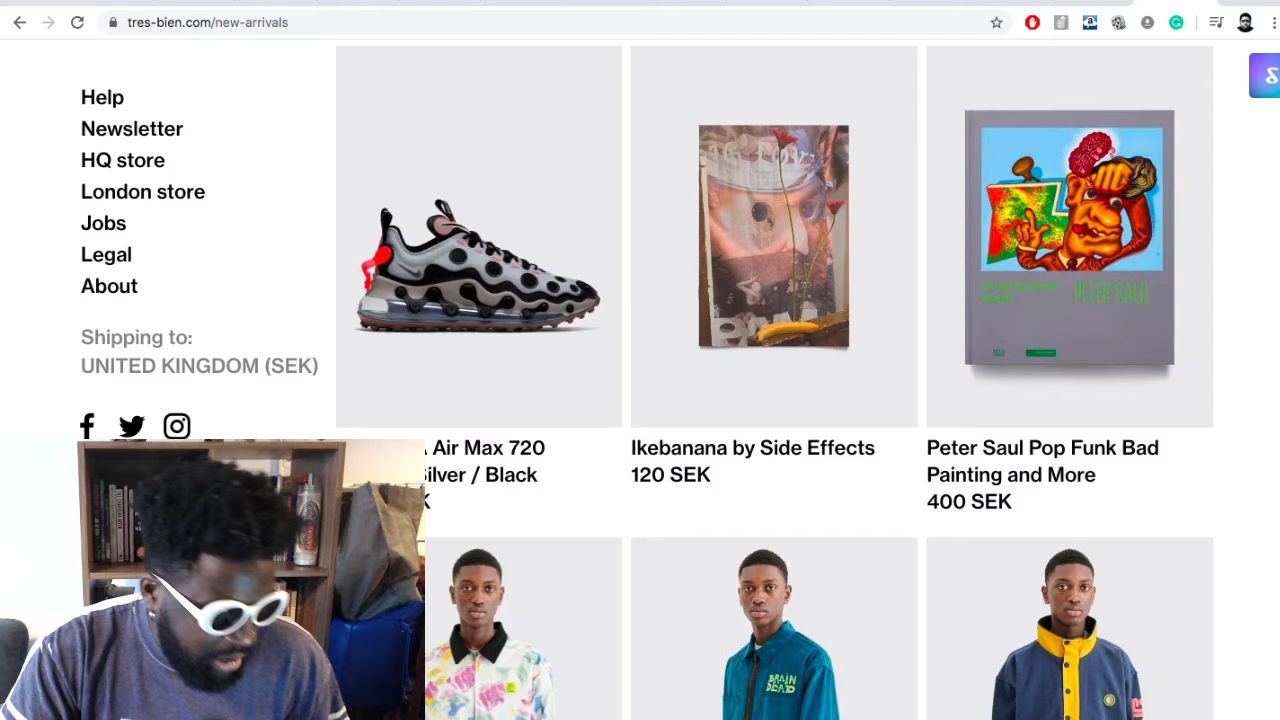 tres-bien.com/new-arrivals
Help
Newsletter
HQ store
London store
Jobs
Legal
About
Shipping to:
UNITED KINGDOM (SEK)
Air Max 720
Silver / Black
Ikebanana by Side Effects
120 SEK
Peter Saul Pop Funk Bad
Painting and More
400 SEK
PETER SAUL
BRAIN
DEAD